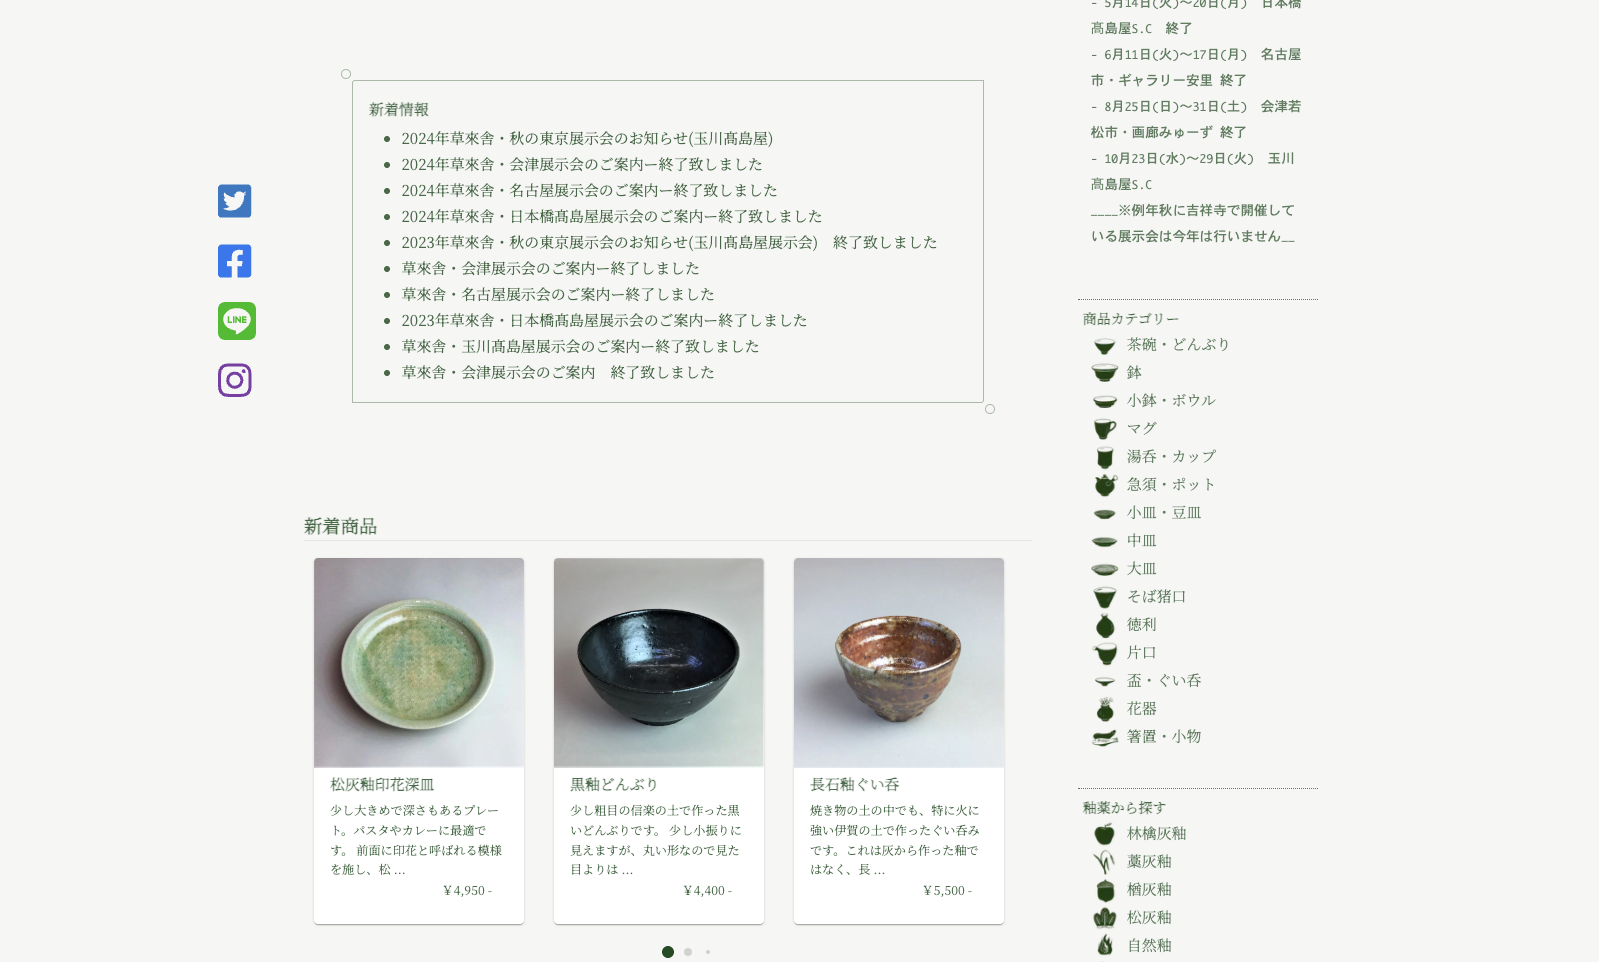 新着情報
2024年草來舎・秋の東京展示会のお知らせ(玉川髙島屋)
2024年草來舎・会津展示会のご案内ー終了致しました
2024年草來舎・名古屋展示会のご案内ー終了致しました
2024年草來舎・日本橋髙島屋展示会のご案内ー終了致しました
2023年草來舎・秋の東京展示会のお知らせ(玉川髙島屋展示会)　終了致しました
草來舎・会津展示会のご案内ー終了しました
草來舎・名古屋展示会のご案内ー終了しました
2023年草來舎・日本橋髙島屋展示会のご案内ー終了しました
草來舎・玉川髙島屋展示会のご案内ー終了致しました
草來舎・会津展示会のご案内　終了致しました
LINE
新着商品
松灰釉印花深皿
少し大きめで深さもあるプレー
ト。パスタやカレーに最適で
す。 前面に印花と呼ばれる模様
を施し、松 ...
￥4,950 -
黒釉どんぶり
少し粗目の信楽の土で作った黒
いどんぶりです。 少し小振りに
見えますが、丸い形なので見た
目よりは ...
￥4,400 -
長石釉ぐい呑
焼き物の土の中でも、特に火に
強い伊賀の土で作ったぐい呑み
です。これは灰から作った釉で
はなく、長 ...
￥5,500 -
- 5月14日(火)〜20日(月)　日本橋
髙島屋S.C　終了
- 6月11日(火)〜17日(月)　名古屋
市・ギャラリー安里 終了
- 8月25日(日)〜31日(土)　会津若
松市・画廊みゅーず 終了
- 10月23日(水)〜29日(火)　玉川
髙島屋S.C
____※例年秋に吉祥寺で開催して
いる展示会は今年は行いません__
商品カテゴリー
茶碗・どんぶり
鉢
小鉢・ボウル
マグ
湯呑・カップ
急須・ポット
小皿・豆皿
中皿
大皿
そば猪口
徳利
片口
盃・ぐい呑
花器
箸置・小物
釉薬から探す
林檎灰釉
藁灰釉
楢灰釉
松灰釉
自然釉